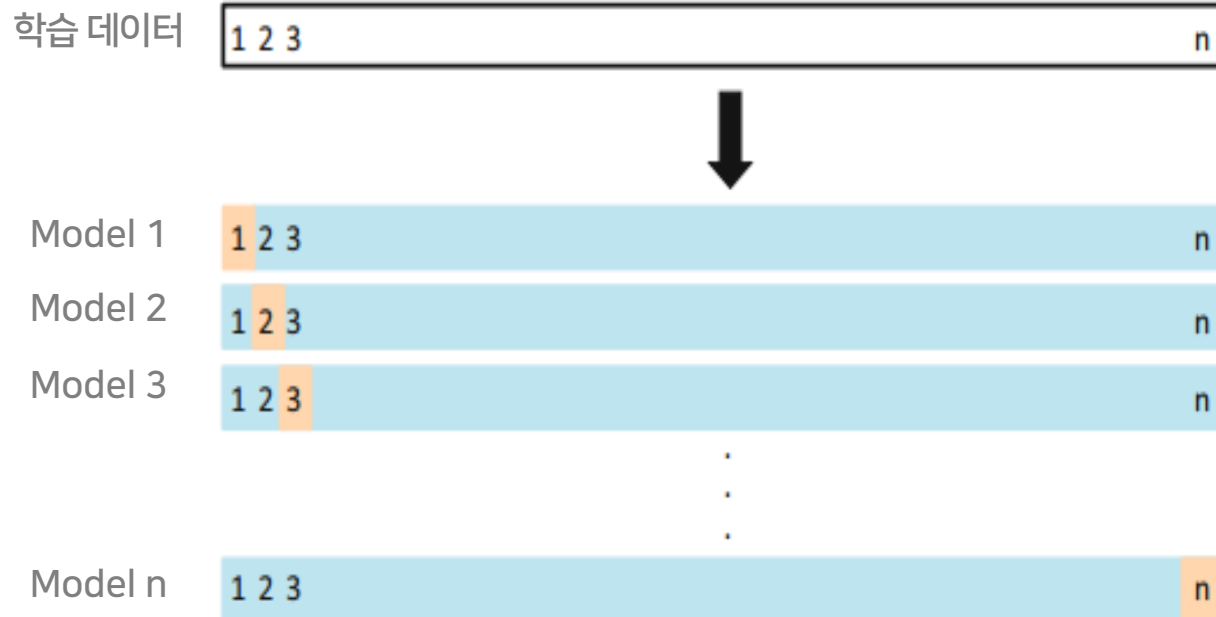 학습 데이터 1 2 3 n
Model 1 1 2 3 n
Model 2 1 2 3 n
Model 3 1 2 3 n
.
.
.
Model n 1 2 3 n